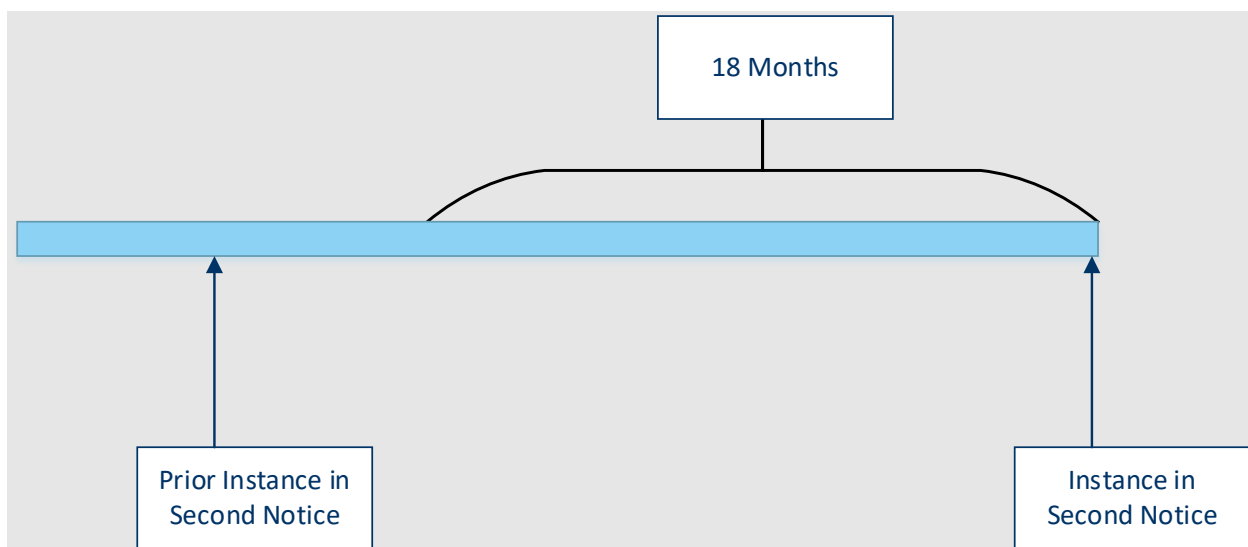 18 Months
Prior Instance in
Second Notice
Instance in
Second Notice